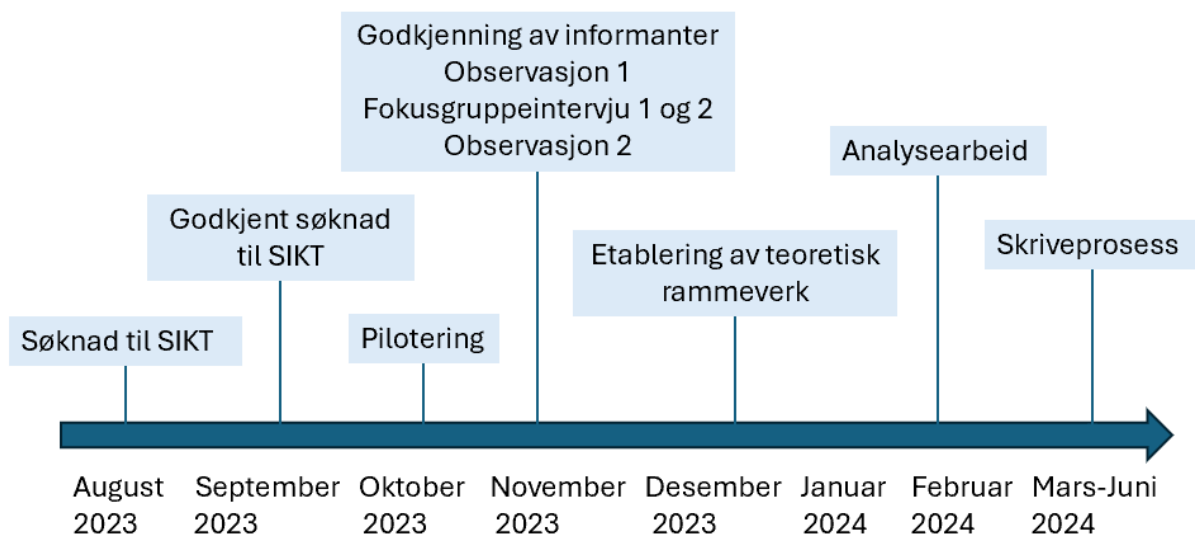 Godkjenning av informanter
Observasjon 1
Fokusgruppeintervju 1 og 2
Observasjon 2
Analysearbeid
Godkjent søknad
til SIKT
Skriveprosess
Etablering av teoretisk
rammeverk
Søknad til SIKT
Pilotering
August
2023
September
2023
Oktober
2023
November
2023
Desember
2023
Januar
2024
Februar
2024
Mars-Juni
2024